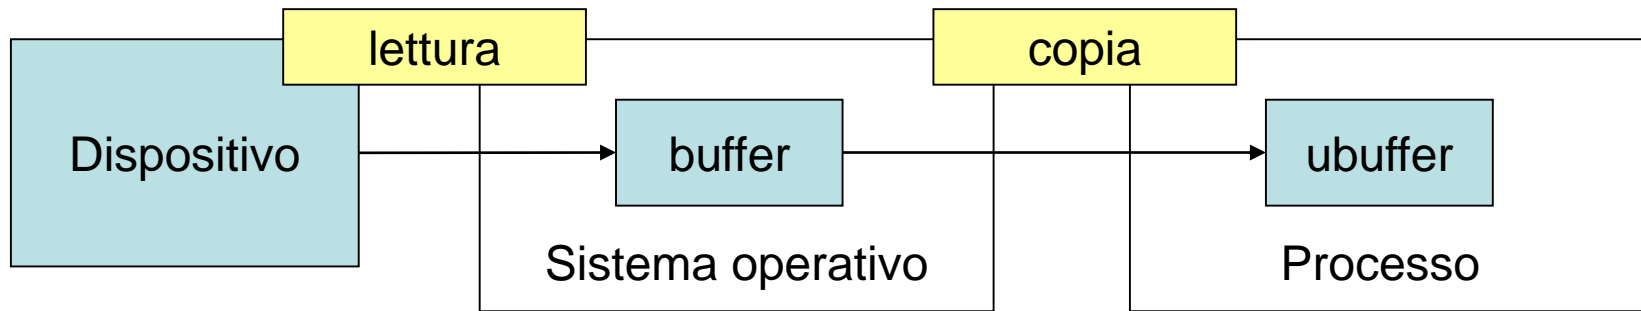 lettura
copia
Dispositivo
buffer
ubuffer
Sistema operativo
Processo